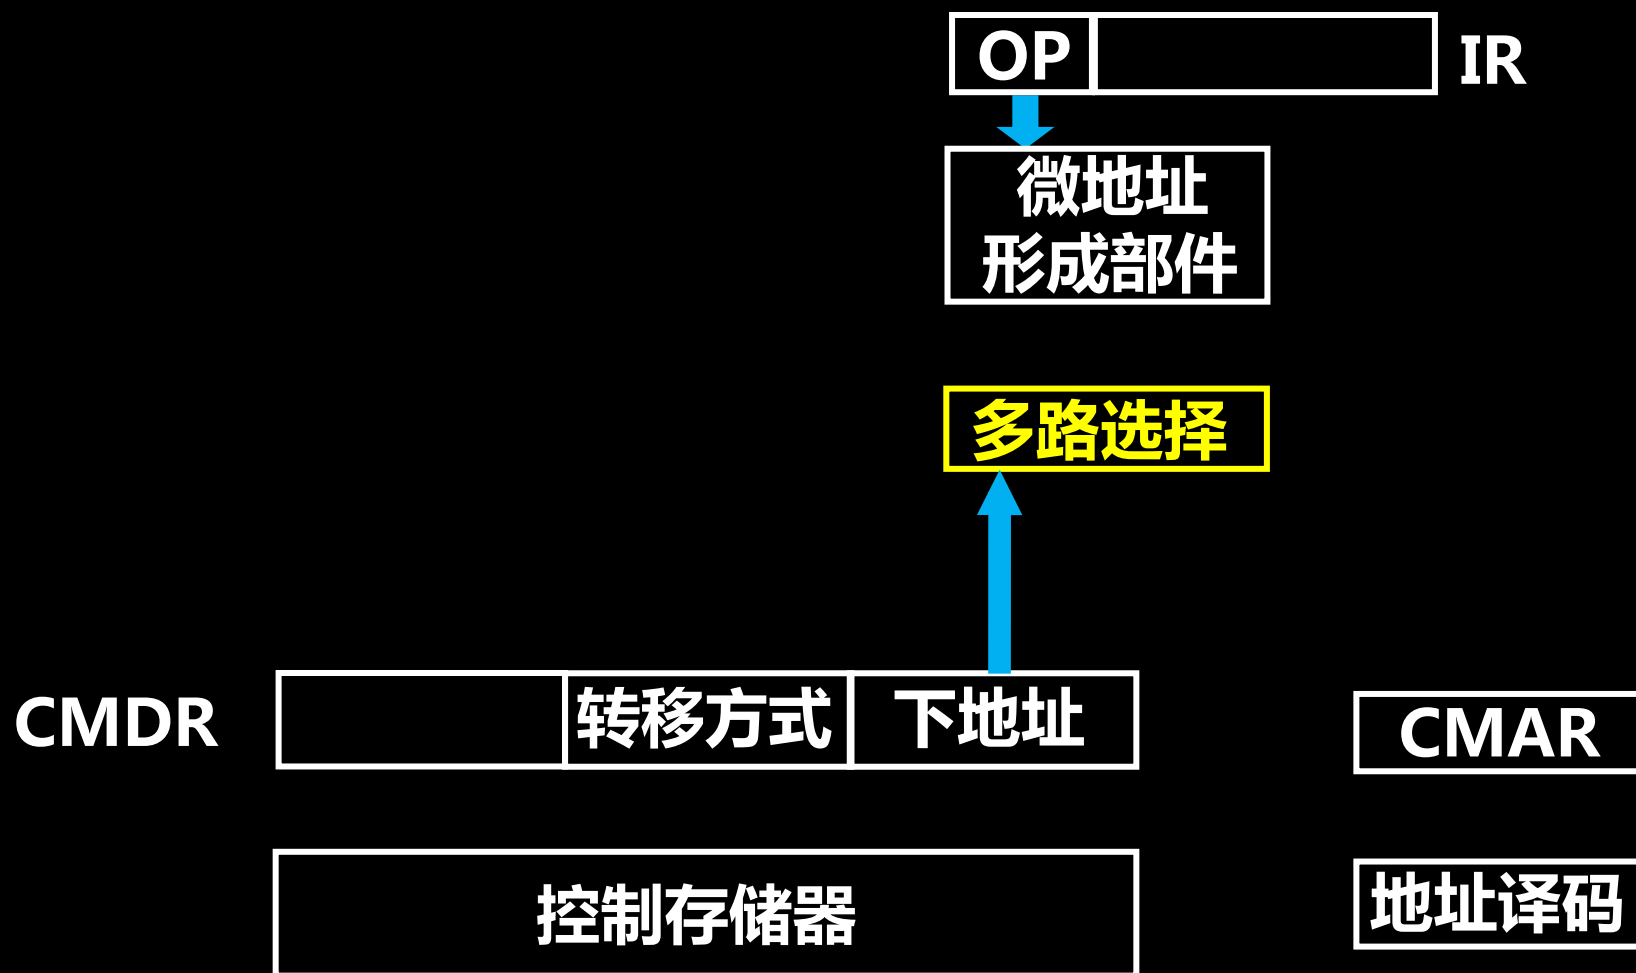 OP
IR
微地址
形成部件
多路选择
CMDR
转移方式
下地址
CMAR
控制存储器
地址译码